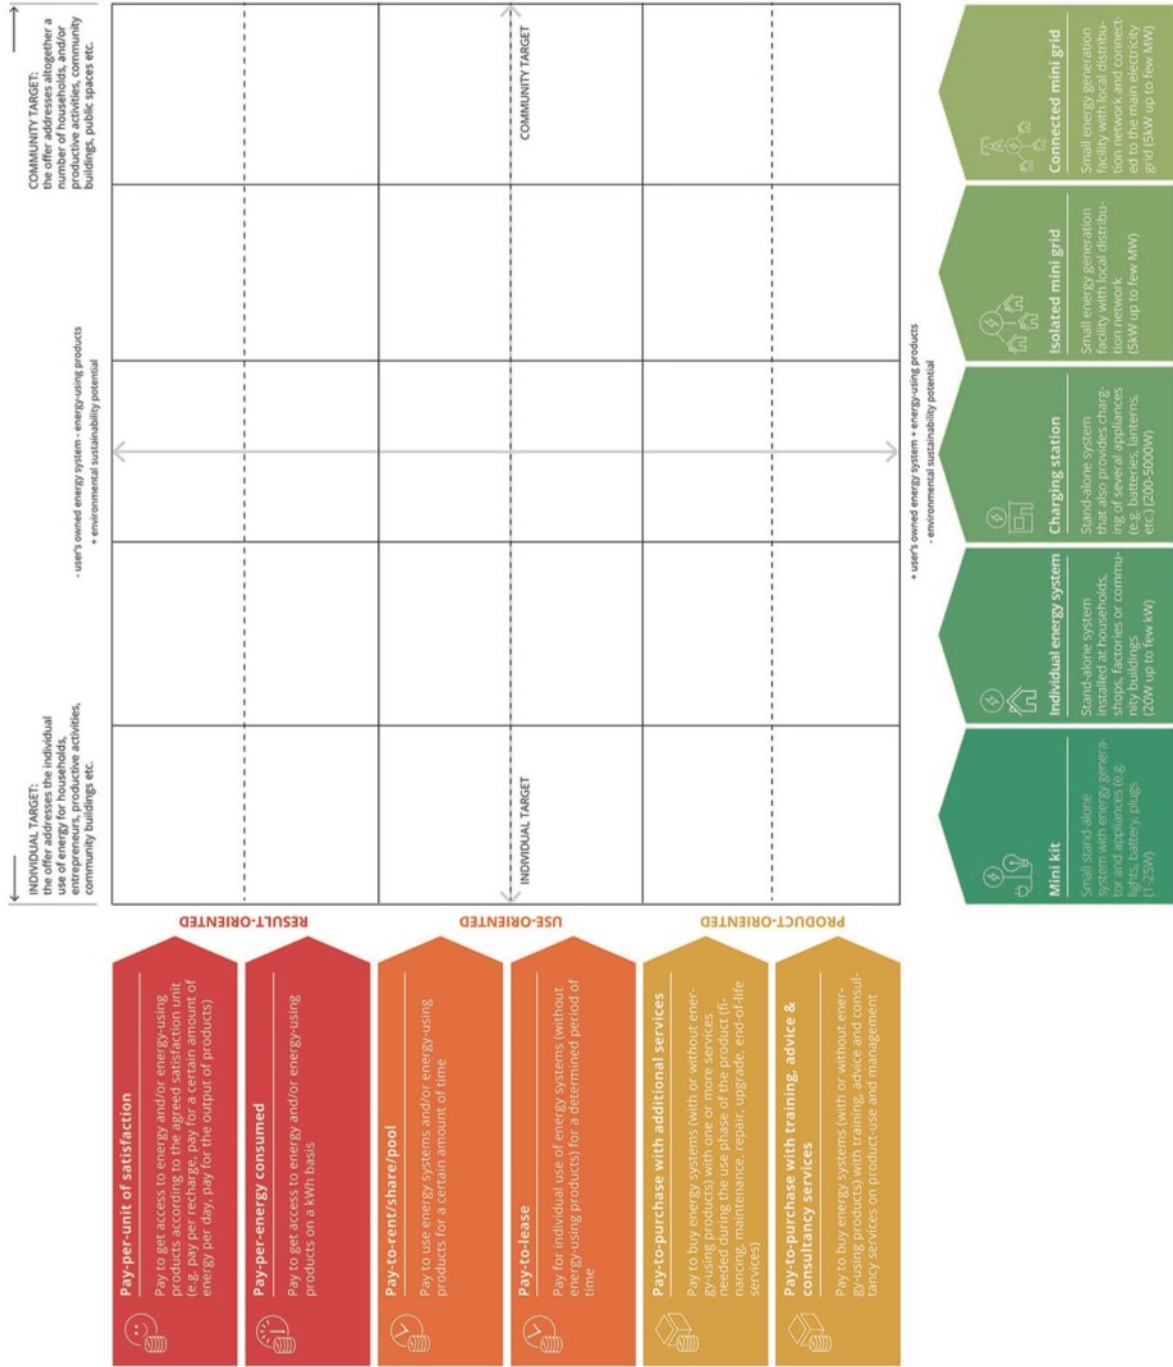 INDIVIDUAL TARGET:
the offer addresses the individual
use of energy for households,
entrepreneurs, productive activities,
community buildings etc.
- user's owned energy system - energy-using products
+ environmental sustainability potential
COMMUNITY TARGET:
the offer addresses altogether a
number of households, and/or
productive activities, community
buildings, public spaces etc.
RESULT-ORIENTED
Pay-per-unit of satisfaction
Pay to get access to energy and/or energy-using
products according to the agreed satisfaction unit
(e.g. pay per recharge, pay for a certain amount of
energy per day, pay for the output of products)
Pay-per-energy consumed
Pay to get access to energy and/or energy-using
products on a kWh basis
USE-ORIENTED
Pay-to-rent/share/pool
Pay to use energy systems and/or energy-using
products for a certain amount of time
Pay-to-lease
Pay for individual use of energy systems (without
energy-using products) for a determined period of
time
INDIVIDUAL TARGET
COMMUNITY TARGET
PRODUCT-ORIENTED
Pay-to-purchase with additional services
Pay to buy energy systems (with or without ener-
gy-using products) with one or more services
needed during the use phase of the product (fi-
nancing, maintenance, repair, upgrade, end-of-life
services)
Pay-to-purchase with training, advice &
consultancy services
Pay to buy energy systems (with or without ener-
gy-using products) with training, advice and consul-
tancy services on product-use and management
+ user's owned energy system + energy-using products
- environmental sustainability potential
Mini kit
Small stand-alone
system with energy genera-
tor and appliances (e.g.
lights, battery, plugs
(1-25W)
Individual energy system
Stand-alone system
installed at households,
shops, factories or commu-
nity buildings
(20W up to few kW)
Charging station
Stand-alone system
that also provides charg-
ing of several appliances
(e.g. batteries, lanterns,
etc.) (200-5000W)
Isolated mini grid
Small energy generation
facility with local distribu-
tion network
(5kW up to few MW)
Connected mini grid
Small energy generation
facility with local distribu-
tion network and connect-
ed to the main electricity
grid (5kW up to few MW)